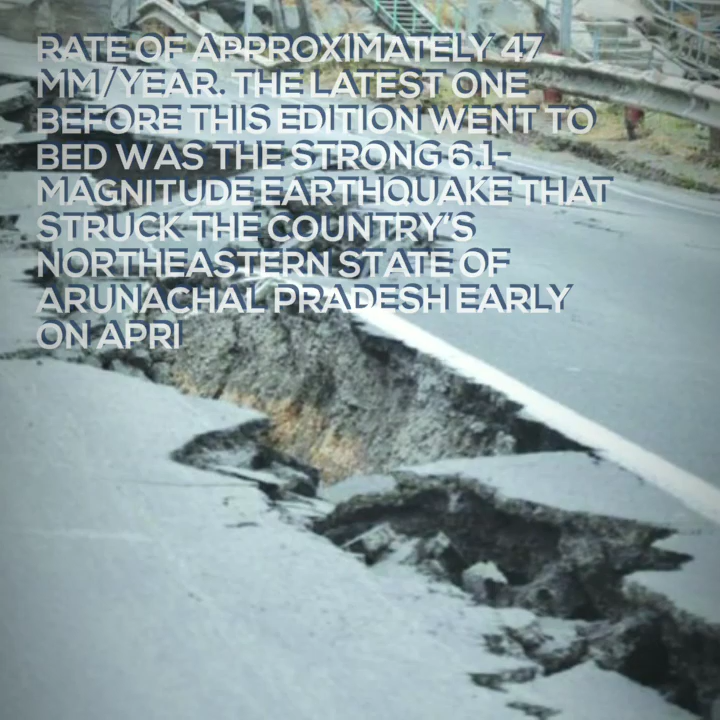 RATE OF APPROXIMATELY 47
MM/YEAR. THE LATEST ONE
BEFORE THIS EDITION WENT TO
BED WAS THE STRONG 6.1-
MAGNITUDE EARTHQUAKE THAT
STRUCK THE COUNTRY'S
NORTHEASTERN STATE OF
ARUNACHAL PRADESH EARLY
ON APRI